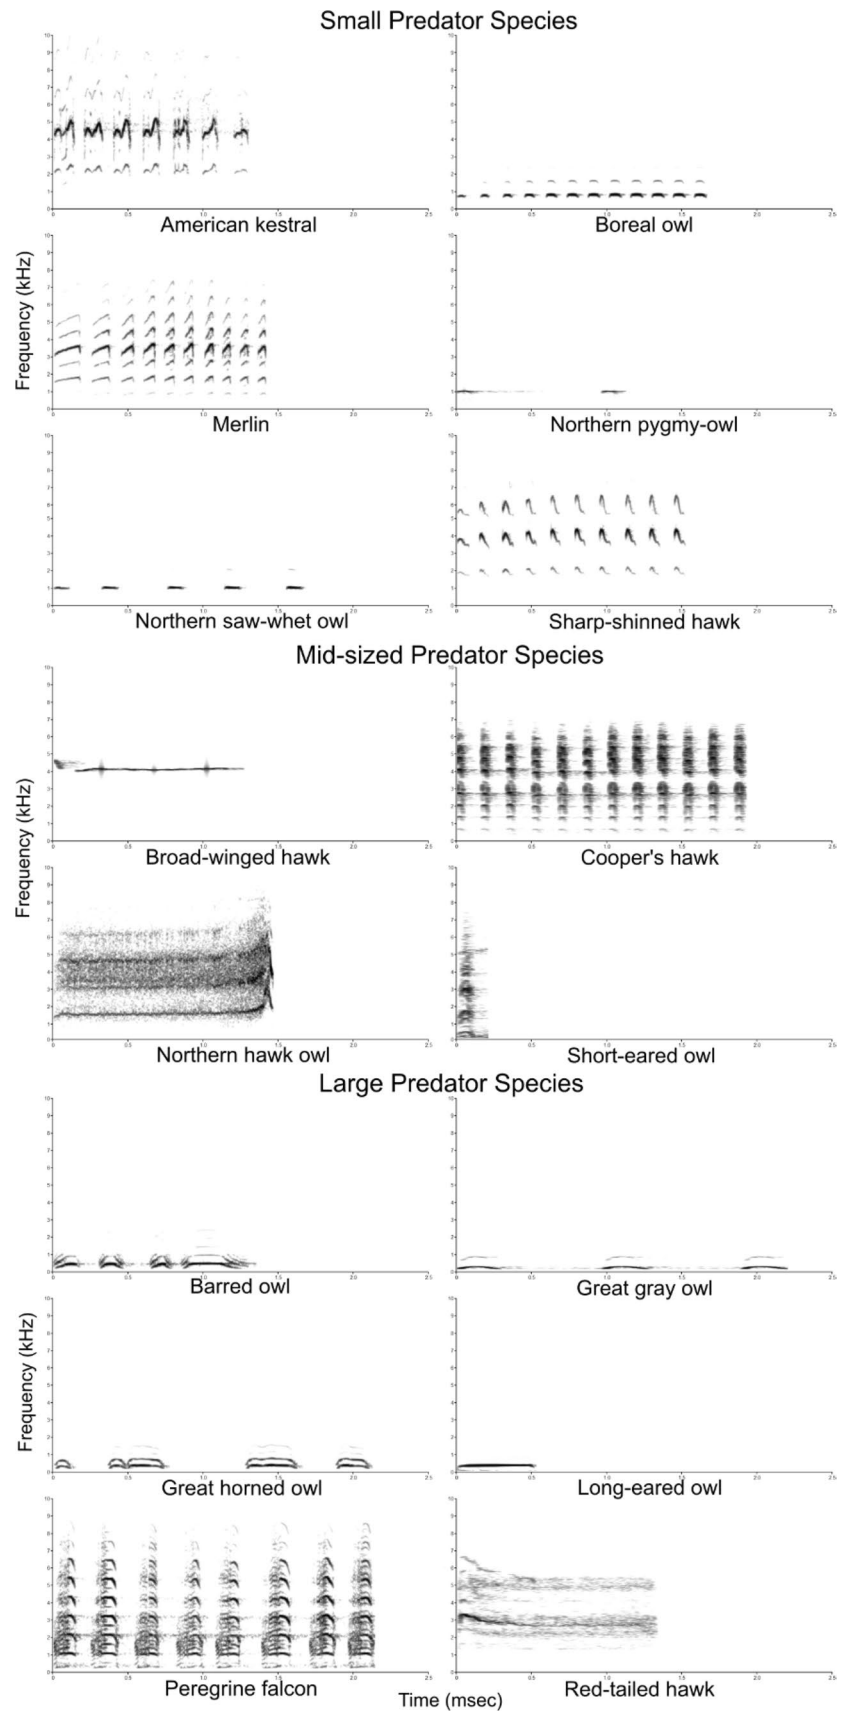 Small Predator Species
American kestral
Boreal owl
Frequency (kHz)
Merlin
Northern pygmy-owl
Northern saw-whet owl
Sharp-shinned hawk
Mid-sized Predator Species
Broad-winged hawk
Cooper's hawk
Frequency (kHz)
Northern hawk owl
Short-eared owl
Large Predator Species
Barred owl
Great gray owl
Frequency (kHz)
Great horned owl
Long-eared owl
Peregrine falcon
Time (msec)
Red-tailed hawk